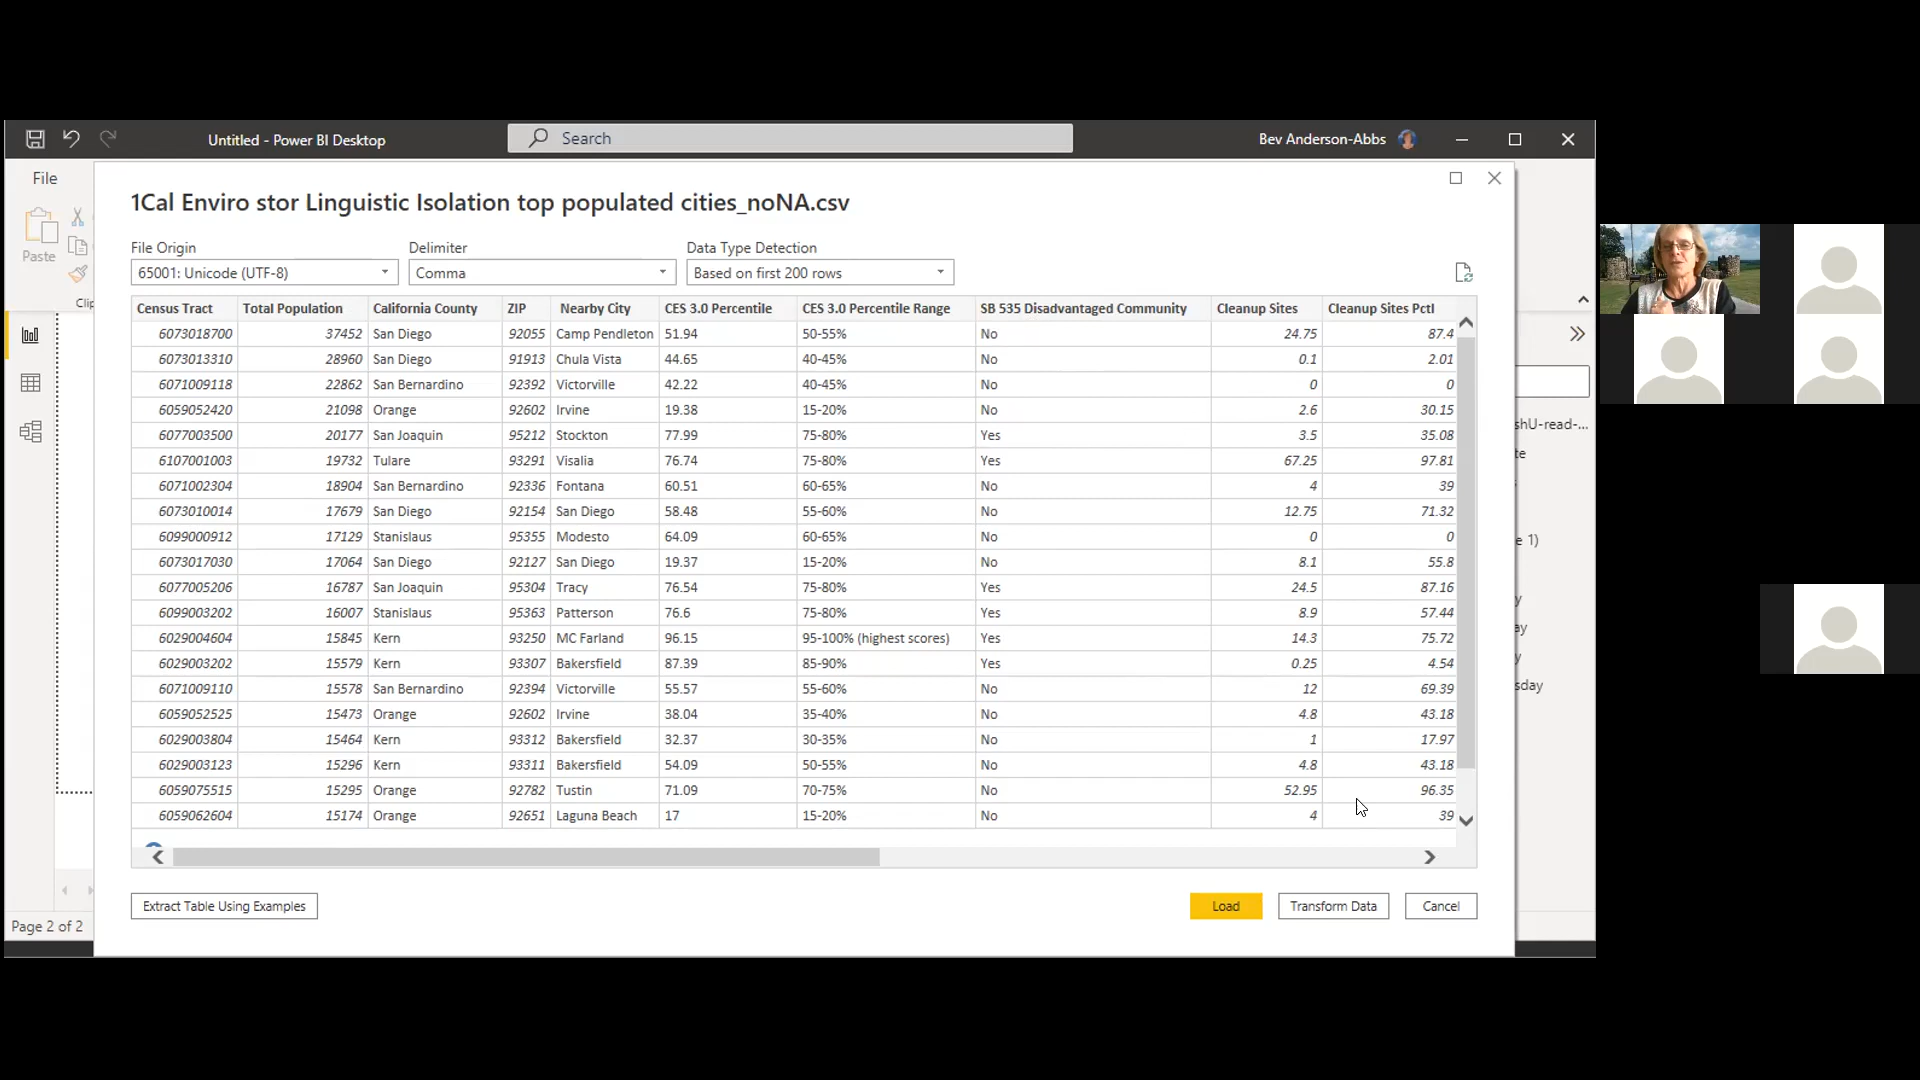 Untitled - Power BI Desktop
Search
Bev Anderson-Abbs
File
Paste
Clip
1Cal Enviro stor Linguistic Isolation top populated cities_noNA.csv
File Origin Delimiter Data Type Detection
65001: Unicode (UTF-8) Comma Based on first 200 rows
Census Tract Total Population California County ZIP Nearby City CES 3.0 Percentile CES 3.0 Percentile Range SB 535 Disadvantaged Community Cleanup Sites Cleanup Sites Pctl
6073018700 37452 San Diego 92055 Camp Pendleton 51.94 50-55% No 24.75 87.4
6073013310 28960 San Diego 91913 Chula Vista 44.65 40-45% No 0.1 2.01
6071009118 22862 San Bernardino 92392 Victorville 42.22 40-45% No 0 0
6059052420 21098 Orange 92602 Irvine 19.38 15-20% No 2.6 30.15
6077003500 20177 San Joaquin 95212 Stockton 77.99 75-80% Yes 3.5 35.08
6107001003 19732 Tulare 93291 Visalia 76.74 75-80% Yes 67.25 97.81
6071002304 18904 San Bernardino 92336 Fontana 60.51 60-65% No 4 39
6073010014 17679 San Diego 92154 San Diego 58.48 55-60% No 12.75 71.32
6099000912 17129 Stanislaus 95355 Modesto 64.09 60-65% No 0 0
6073017030 17064 San Diego 92127 San Diego 19.37 15-20% No 8.1 55.8
6077005206 16787 San Joaquin 95304 Tracy 76.54 75-80% Yes 24.5 87.16
6099003202 16007 Stanislaus 95363 Patterson 76.6 75-80% Yes 8.9 57.44
6029004604 15845 Kern 93250 MC Farland 96.15 95-100% (highest scores) Yes 14.3 75.72
6029003202 15579 Kern 93307 Bakersfield 87.39 85-90% Yes 0.25 4.54
6071009110 15578 San Bernardino 92394 Victorville 55.57 55-60% No 12 69.39
6059052525 15473 Orange 92602 Irvine 38.04 35-40% No 4.8 43.18
6029003804 15464 Kern 93312 Bakersfield 32.37 30-35% No 1 17.97
6029003123 15296 Kern 93311 Bakersfield 54.09 50-55% No 4.8 43.18
6059075515 15295 Orange 92782 Tustin 71.09 70-75% No 52.95 96.35
6059062604 15174 Orange 92651 Laguna Beach 17 15-20% No 4 39
Extract Table Using Examples
Load
Transform Data
Cancel
Page 2 of 2
shU-read-...
te
e 1)
y
ay
y
sday